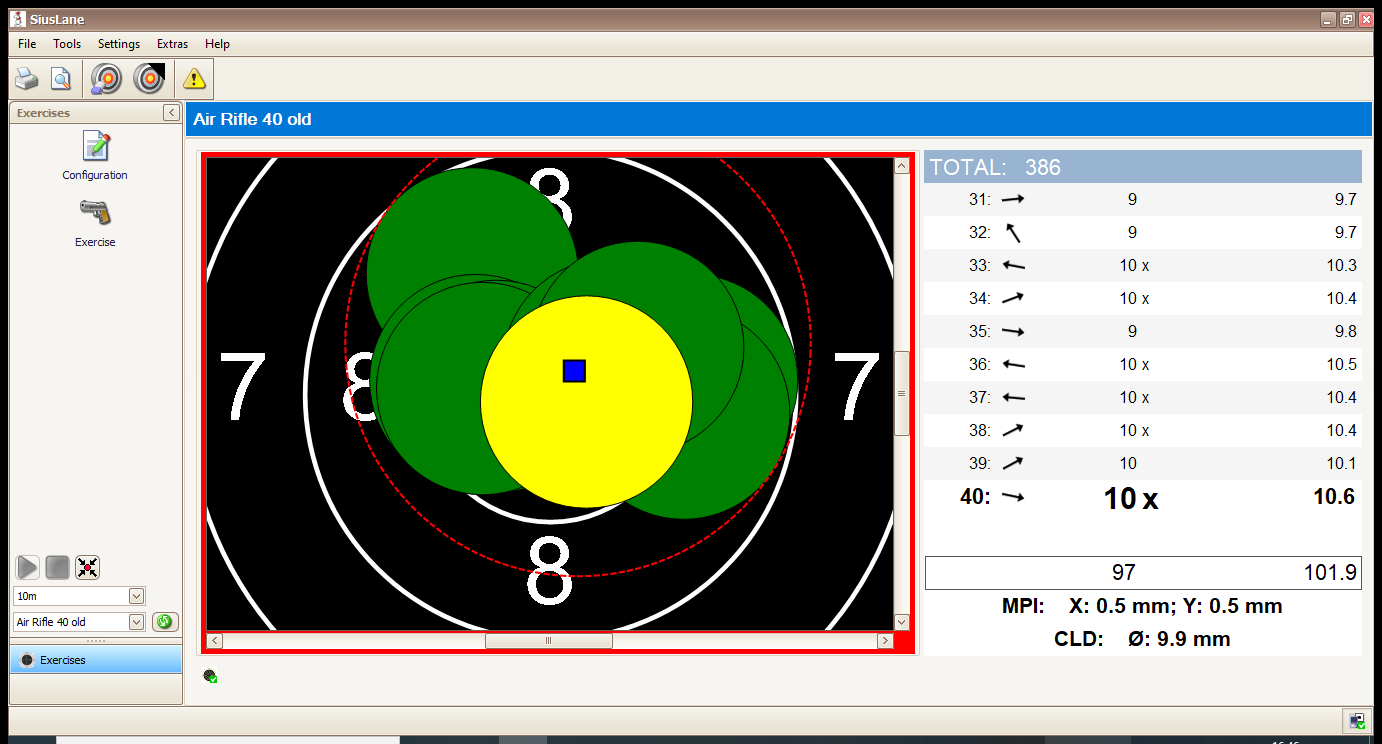 SiusLane
File Tools Settings Extras Help
Exercises
Configuration
Exercise
10m
Air Rifle 40 old
Exercises
Air Rifle 40 old
8
7
8
7
8
TOTAL: 386
31: 9 9.7
32: 9 9.7
33: 10 x 10.3
34: 10 x 10.4
35: 9 9.8
36: 10 x 10.5
37: 10 x 10.4
38: 10 x 10.4
39: 10 10.1
40: 10 x 10.6
97 101.9
MPI: X: 0.5 mm; Y: 0.5 mm
CLD: Ø: 9.9 mm